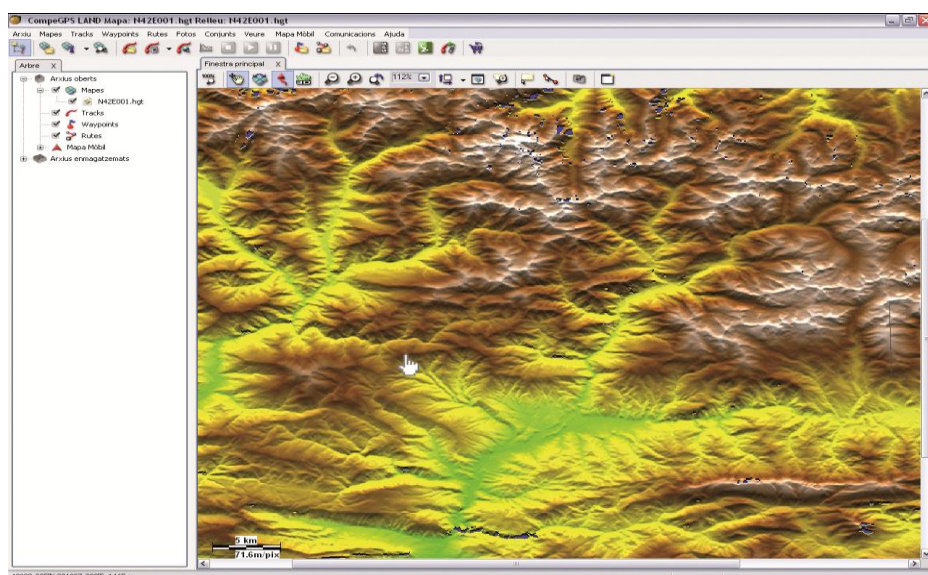 CompeGPS LAND Mapa: N42E001.hgt Relleu: N42E001.hgt
Arxiu Mapes Tracks Waypoints Rutes Fotos Conjunts Veure Mapa Mòbil Comunicacions Ajuda
Arbre X
Finestra principal X
100%
112%
Arxius oberts
Mapes
N42E001.hgt
Tracks
Waypoints
Rutes
Mapa Mòbil
Arxius enmagatzemats
5 km
71.6m/pix